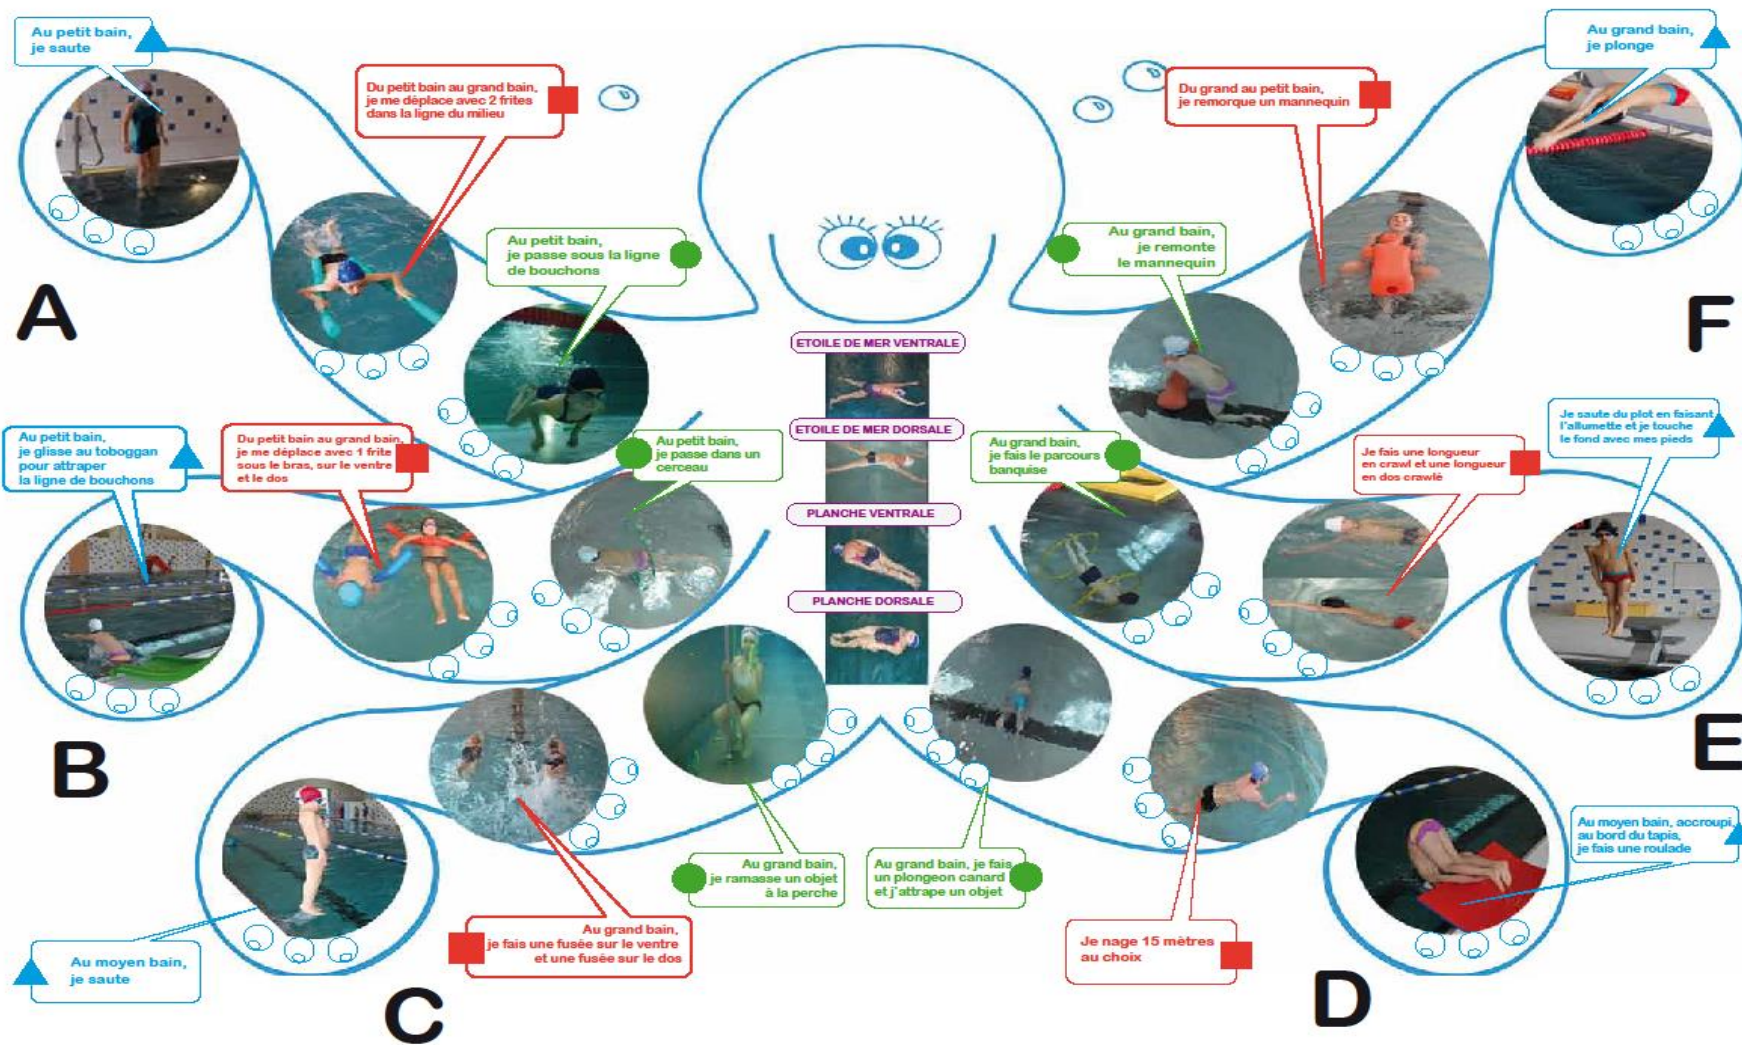 Au petit bain,
je saute
Du petit bain au grand bain,
je me déplace avec 2 frites
dans la ligne du milieu
Au petit bain,
je passe sous la ligne
de bouchons
A
Au petit bain,
je glisse au toboggan
pour attraper
la ligne de bouchons
Du petit bain au grand bain,
je me déplace avec 1 frite
sous le bras, sur le ventre
et le dos
Au petit bain,
je passe dans un
cerceau
B
Au moyen bain,
je saute
Au grand bain,
je fais une fusée sur le ventre
et une fusée sur le dos
Au grand bain,
je ramasse un objet
à la perche
C
ETOILE DE MER VENTRALE
ETOILE DE MER DORSALE
PLANCHE VENTRALE
PLANCHE DORSALE
Au grand bain, je fais
un plongeon canard
et j'attrape un objet
Je nage 15 mètres
au choix
Au moyen bain, accroupi,
au bord du tapis,
je fais une roulade
D
Au grand bain,
je fais le parcours
banquise
Je fais une longueur
en crawl et une longueur
en dos crawlé
Je saute du plot en faisant
l'allumette et je touche
le fond avec mes pieds
E
Au grand bain,
je remonte
le mannequin
Du grand au petit bain,
je remorque un mannequin
Au grand bain,
je plonge
F